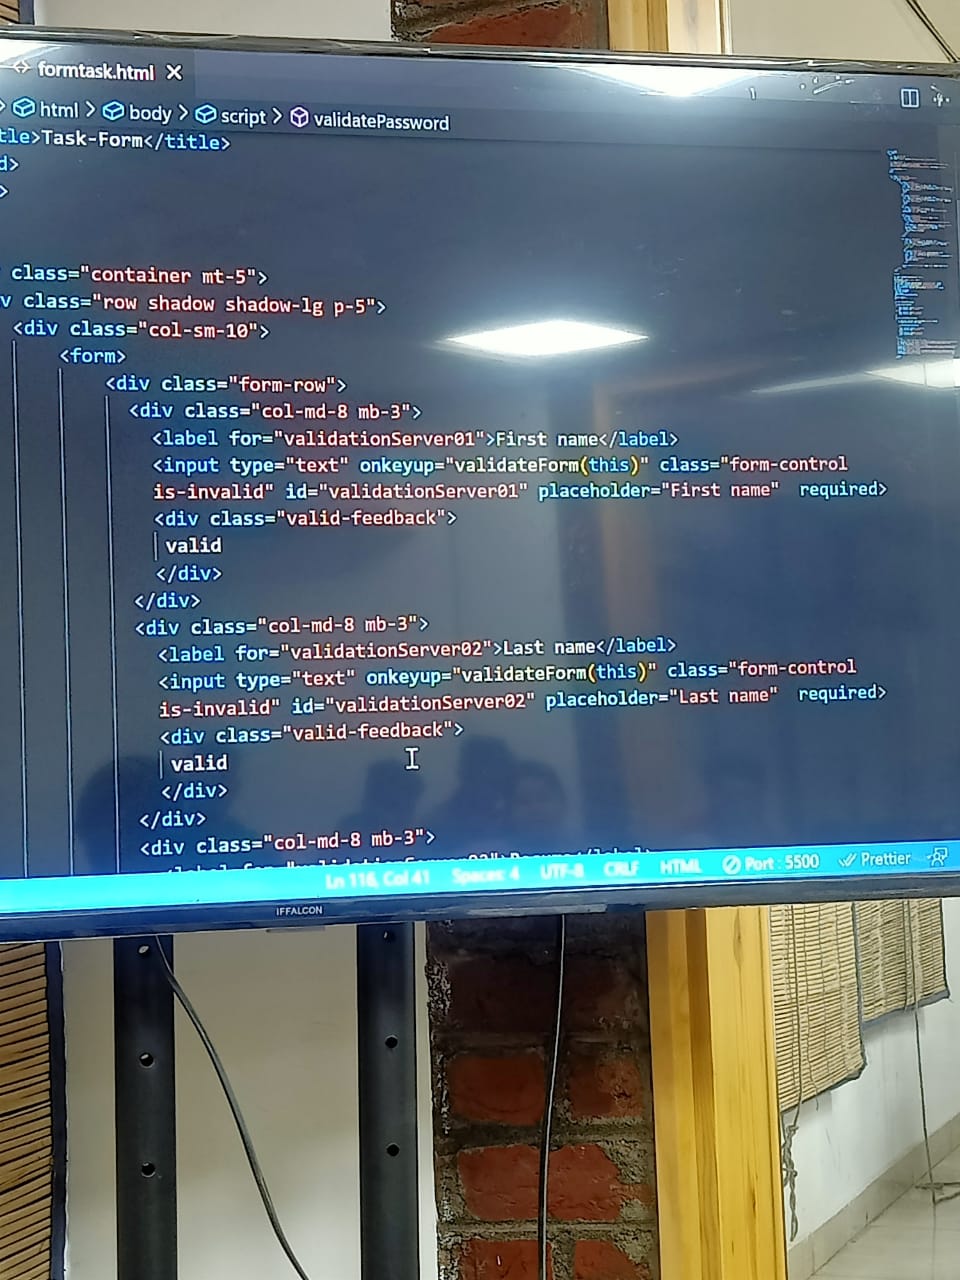 <> formtask.html ✕
> html > body > script > validatePassword
tle>Task-Form</title>
d>
>
class="container mt-5">
v class="row shadow shadow-lg p-5">
<div class="col-sm-10">
<form>
<div class="form-row">
<div class="col-md-8 mb-3">
<label for="validationServer01">First name</label>
<input type="text" onkeyup="validateForm(this)" class="form-control
is-invalid" id="validationServer01" placeholder="First name"  required>
<div class="valid-feedback">
valid
</div>
</div>
<div class="col-md-8 mb-3">
<label for="validationServer02">Last name</label>
<input type="text" onkeyup="validateForm(this)" class="form-control
is-invalid" id="validationServer02" placeholder="Last name"  required>
<div class="valid-feedback">
valid
</div>
</div>
<div class="col-md-8 mb-3">
Ln 116, Col 41 Spaces: 4 UTF-8 CRLF HTML Port : 5500 Prettier
IFFALCON